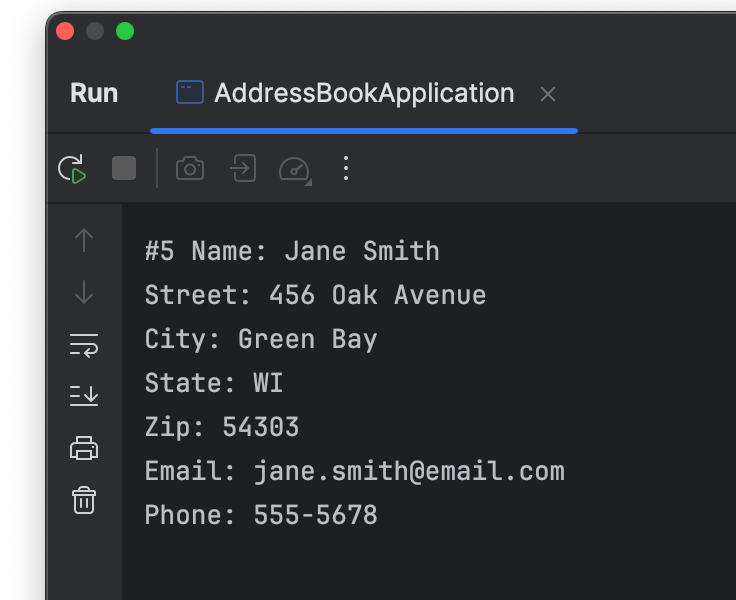 Run AddressBookApplication
#5 Name: Jane Smith
Street: 456 Oak Avenue
City: Green Bay
State: WI
Zip: 54303
Email: jane.smith@email.com
Phone: 555-5678